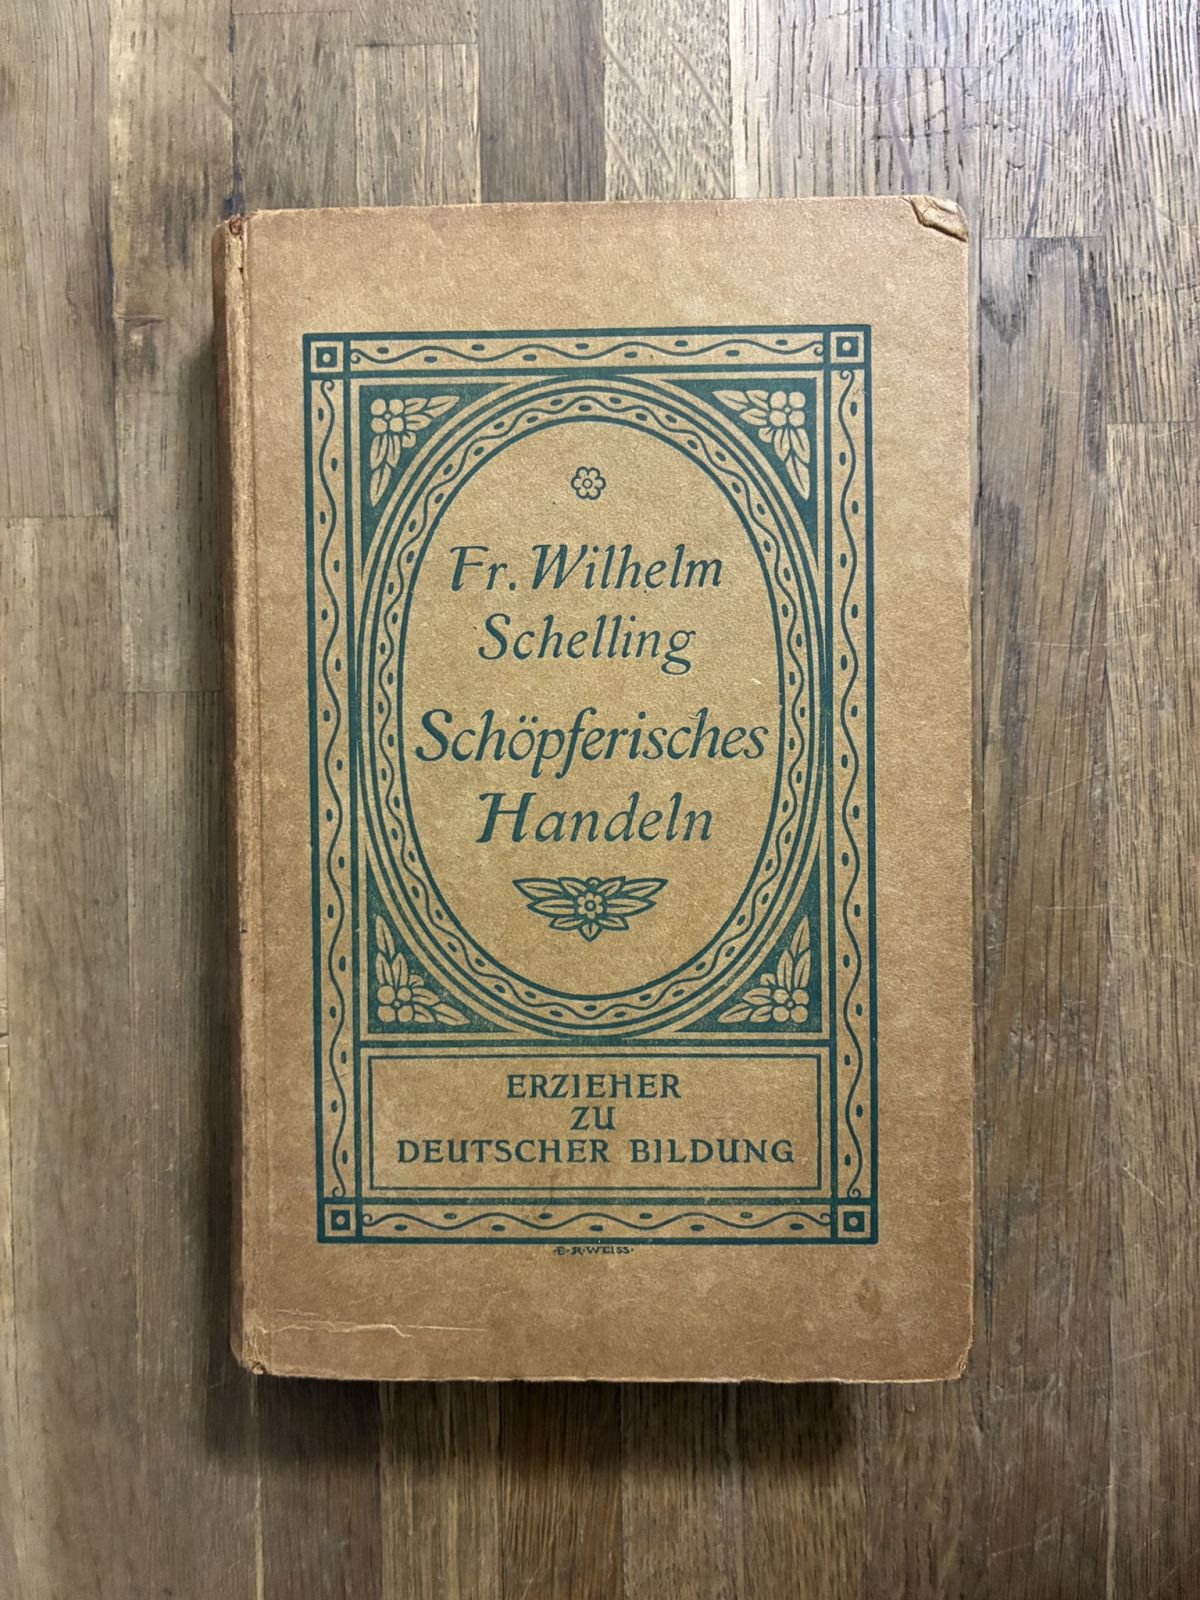 Fr. Wilhelm
Schelling
Schöpferisches
Handeln
ERZIEHER
ZU
DEUTSCHER BILDUNG
·E·R·WEISS·